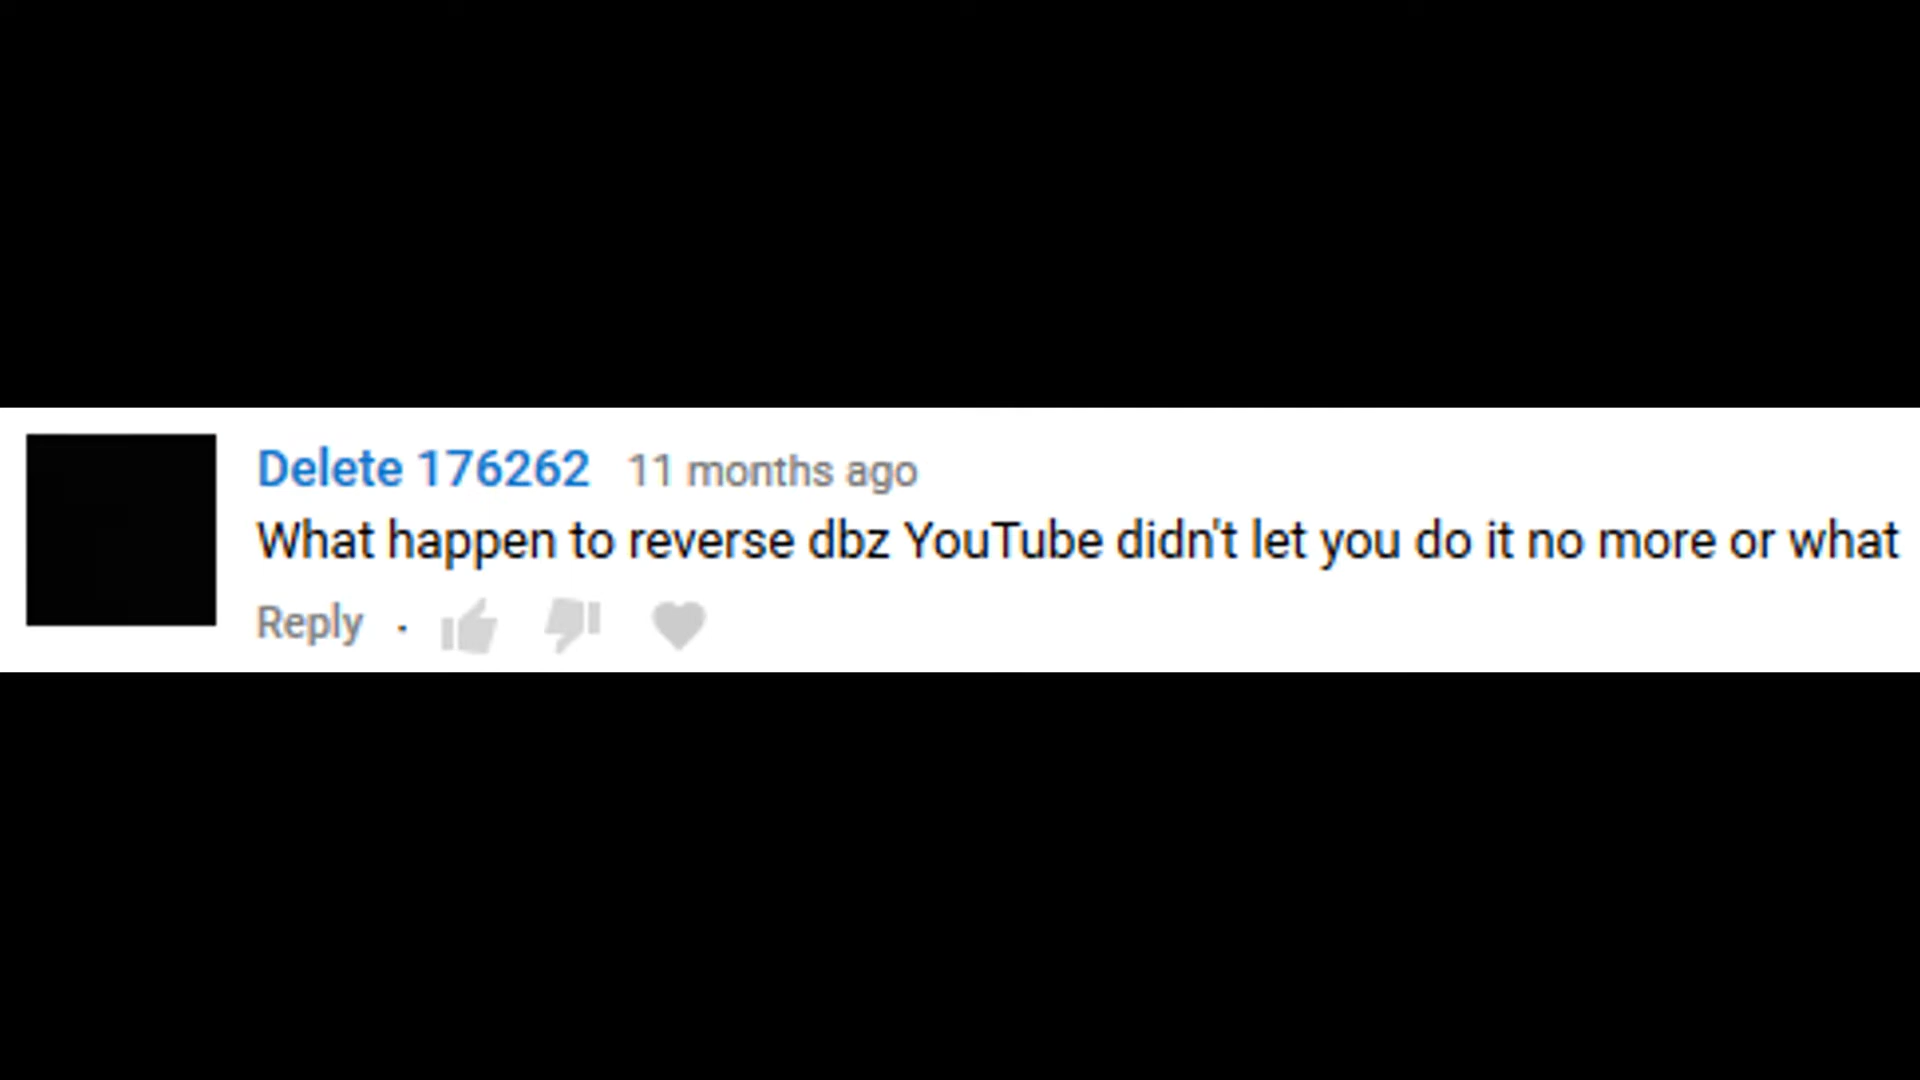 Delete 176262 11 months ago
What happen to reverse dbz YouTube didn't let you do it no more or what
Reply ·